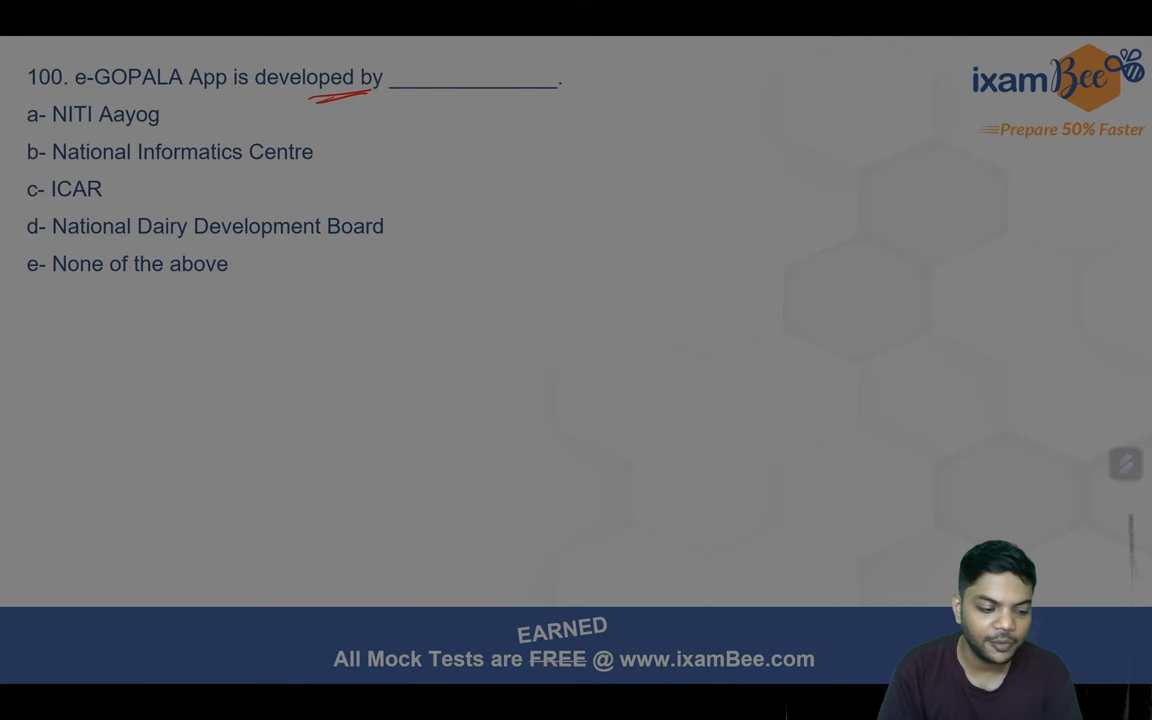 100. e-GOPALA App is developed by _______________.
a- NITI Aayog
b- National Informatics Centre
c- ICAR
d- National Dairy Development Board
e- None of the above
ixamBee
Prepare 50% Faster
EARNED
All Mock Tests are FREE @ www.ixamBee.com